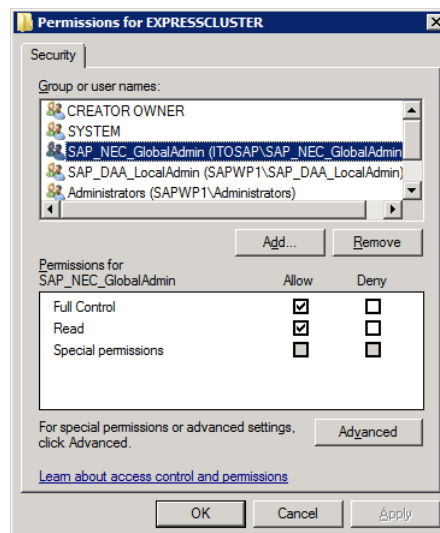 Permissions for EXPRESSCLUSTER
Security
Group or user names:
CREATOR OWNER
SYSTEM
SAP_NEC_GlobalAdmin (ITOSAP\SAP_NEC_GlobalAdmin
SAP_DAA_LocalAdmin (SAPWP1\SAP_DAA_LocalAdmin)
Administrators (SAPWP1\Administrators)
Add... Remove
Permissions for
SAP_NEC_GlobalAdmin Allow Deny
Full Control
Read
Special permissions
For special permissions or advanced settings,
click Advanced. Advanced
Learn about access control and permissions
OK Cancel Apply